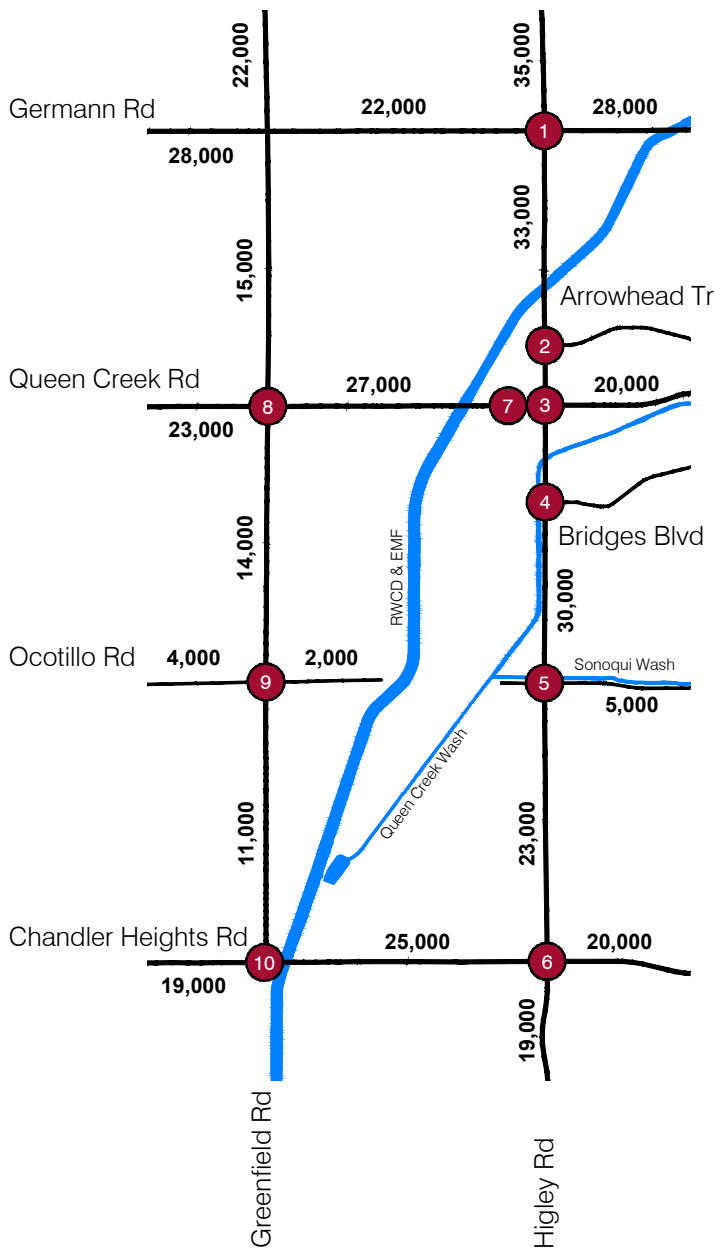 22,000
35,000
Germann Rd
22,000
28,000
1
28,000
33,000
15,000
Arrowhead Tr
2
Queen Creek Rd
27,000
20,000
8
7
3
23,000
4
Bridges Blvd
14,000
RWCD & EMF
30,000
Ocotillo Rd
4,000
2,000
Sonoqui Wash
9
5
5,000
Queen Creek Wash
11,000
23,000
Chandler Heights Rd
25,000
20,000
10
6
19,000
19,000
Greenfield Rd
Higley Rd